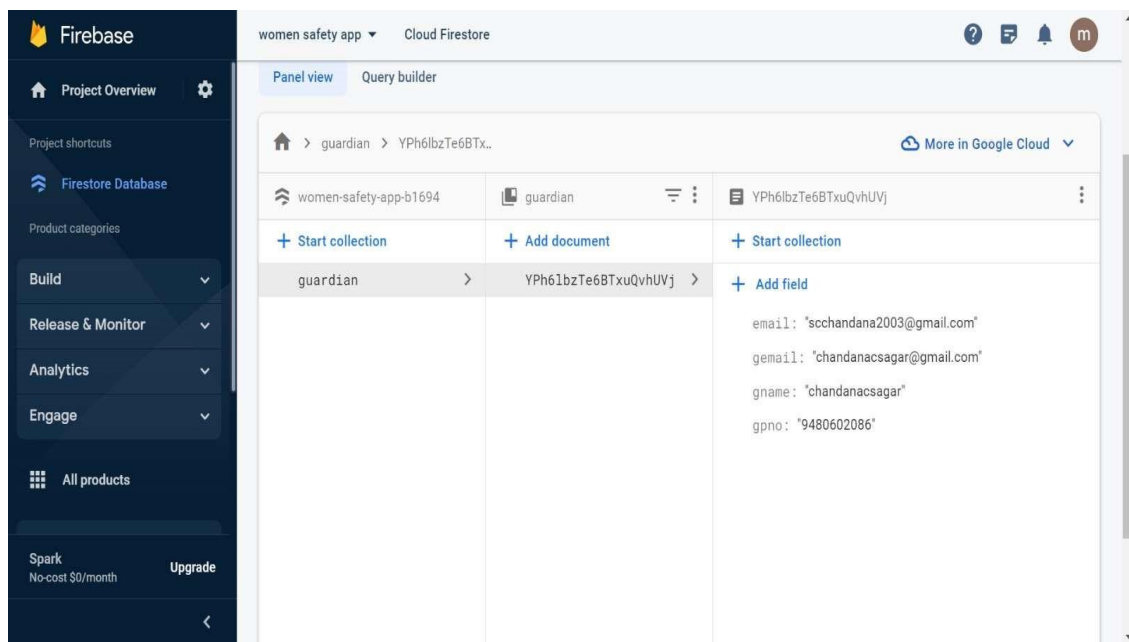 Firebase
women safety app
Cloud Firestore
m
Project Overview
Panel view
Query builder
Project shortcuts
guardian
YPh6lbzTe6BTx..
More in Google Cloud
Firestore Database
women-safety-app-b1694
guardian
YPh6lbzTe6BTxuQvhUVj
Product categories
+ Start collection
+ Add document
+ Start collection
Build
guardian
YPh6lbzTe6BTxuQvhUVj
+ Add field
Release & Monitor
email: "scchandana2003@gmail.com"
gemail: "chandanacsagar@gmail.com"
Analytics
gname: "chandanacsagar"
Engage
gpno: "9480602086"
All products
Spark
No-cost $0/month
Upgrade